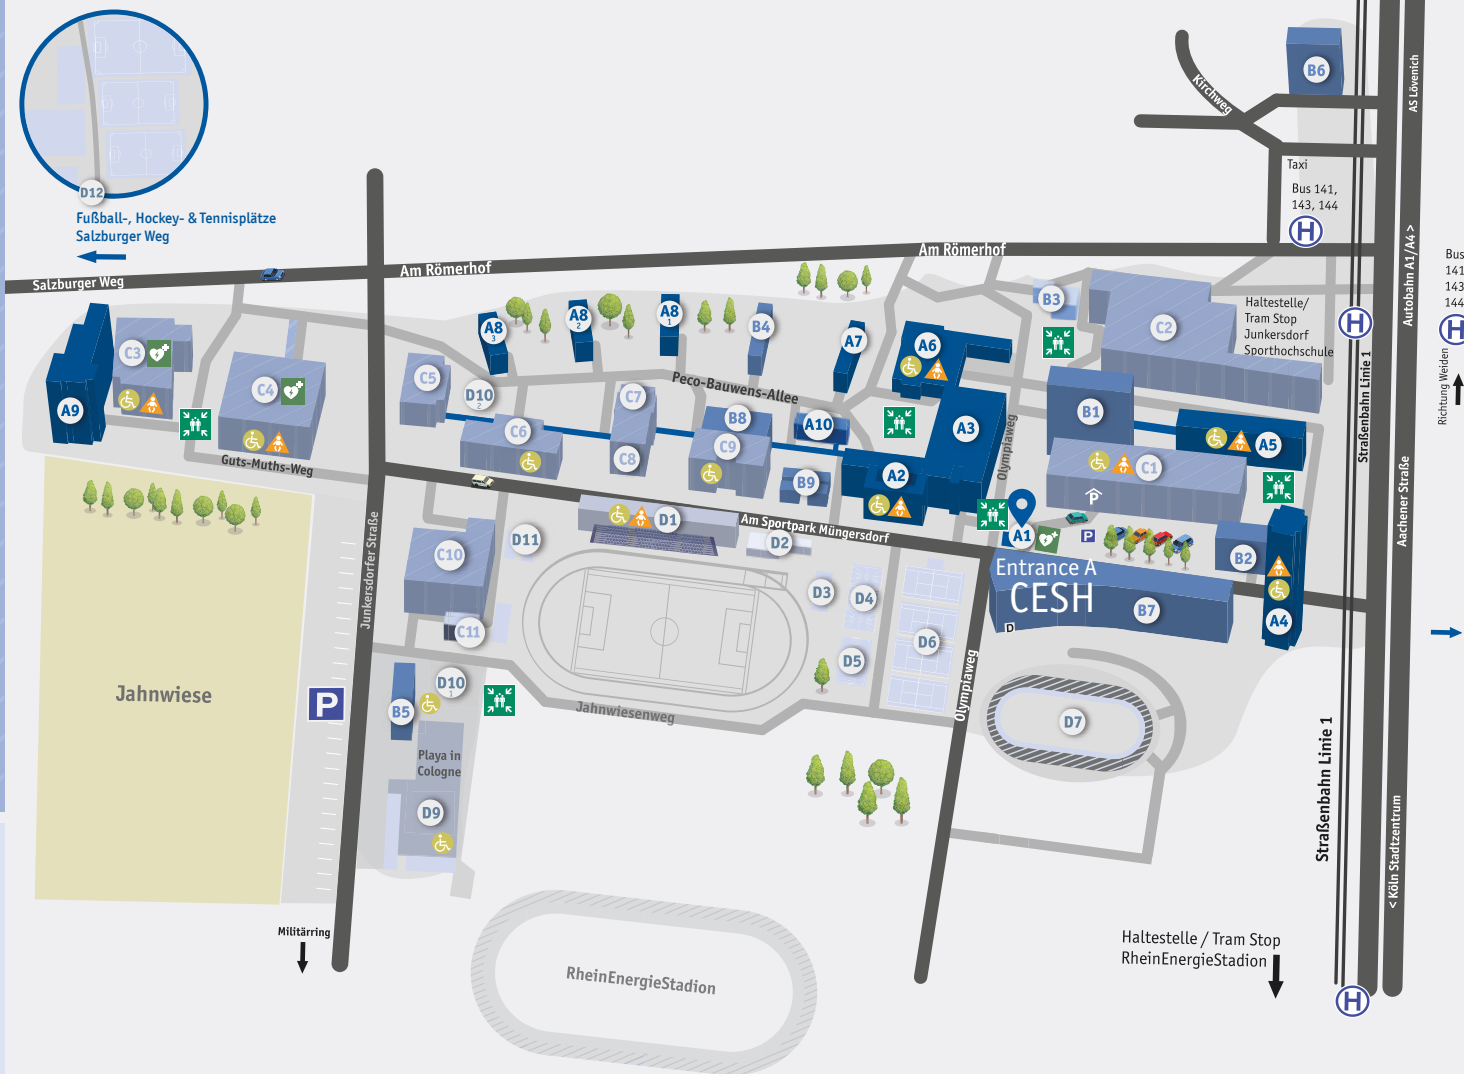 B6
Kirchweg
AS Lövenich
Taxi
Bus 141,
143, 144
H
D12
Fußball-, Hockey- & Tennisplätze
Salzburger Weg
Salzburger Weg
Am Römerhof
Am Römerhof
Autobahn A1/A4 >
Bus
141
143
144
H
Richtung Weiden
Haltestelle/
Tram Stop
Junkersdorf
Sporthochschule
H
Straßenbahn Linie 1
B3
C2
A8
3
A8
2
A8
1
B4
A7
A6
C3
C4
A9
C5
D10
2
Peco-Bauwens-Allee
C7
B8
A10
C6
C8
C9
B9
A2
A3
Olympiaweg
B1
A5
C1
P
Guts-Muths-Weg
Junkersdorfer Straße
Aachener Straße
Am Sportpark Müngersdorf
D1
D2
D11
C10
C11
A1
P
B2
Entrance A
CESH
B7
D
A4
D3
D4
D5
D6
Olympiaweg
D7
Jahnwiese
P
B5
D10
1
Jahnwiesenweg
Playa in
Cologne
D9
Straßenbahn Linie 1
< Köln Stadtzentrum
Militärring
RheinEnergieStadion
Haltestelle / Tram Stop
RheinEnergieStadion
H